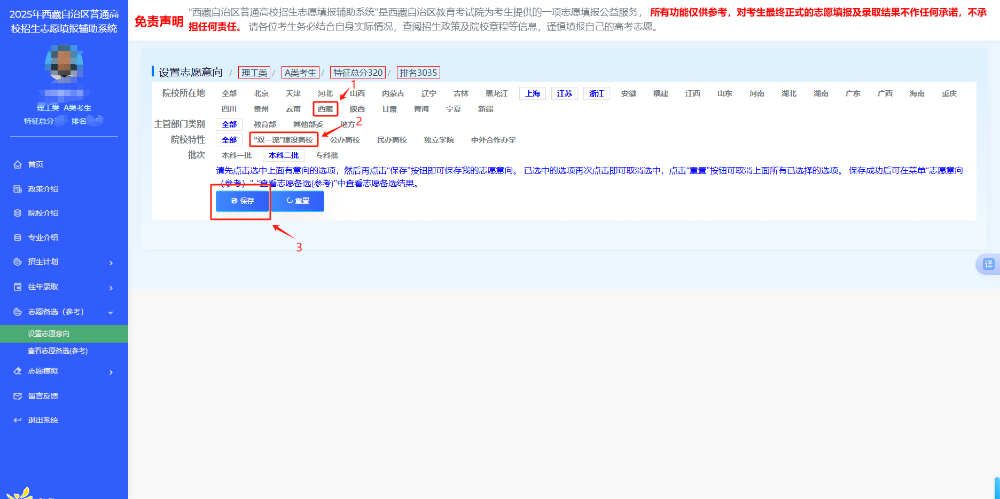 2025年西藏自治区普通高
校招生志愿填报辅助系统
理工类 A类考生
特征总分
排名
首页
政策介绍
院校介绍
专业介绍
招生计划
往年录取
志愿备选（参考）
设置志愿意向
查看志愿备选(参考)
志愿模拟
留言反馈
退出系统
免责声明
“西藏自治区普通高校招生志愿填报辅助系统”是西藏自治区教育考试院为考生提供的一项志愿填报公益服务， 所有功能仅供参考，对考生最终正式的志愿填报及录取结果不作任何承诺，不承
担任何责任。 请各位考生务必结合自身实际情况，查阅招生政策及院校章程等信息，谨慎填报自己的高考志愿。
设置志愿意向 / 理工类 / A类考生 / 特征总分320 / 排名3035
1
院校所在地 全部 北京 天津 河北 山西 内蒙古 辽宁 吉林 黑龙江 上海 江苏 浙江 安徽 福建 江西 山东 河南 湖北 湖南 广东 广西 海南 重庆
四川 贵州 云南 西藏 陕西 甘肃 青海 宁夏 新疆
主管部门类别 全部 教育部 其他部委 地方
2
院校特性 全部 “双一流”建设高校 公办高校 民办高校 独立学院 中外合作办学
批次 本科一批 本科二批 专科批
请先点击选中上面有意向的选项，然后再点击“保存”按钮即可保存我的志愿意向。 已选中的选项再次点击即可取消选中，点击“重置”按钮可取消上面所有已选择的选项。 保存成功后可在菜单“志愿意向
（参考）”-“查看志愿备选(参考)”中查看志愿备选结果。
保存 重置
3
译